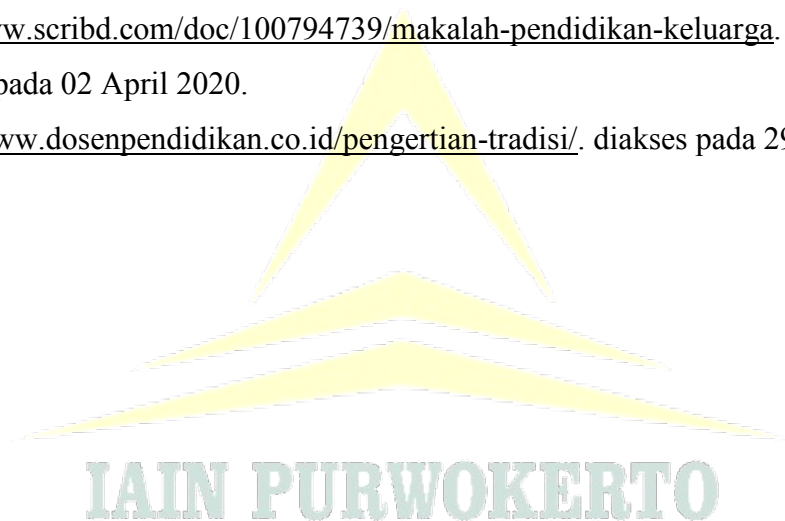 w.scribd.com/doc/100794739/makalah-pendidikan-keluarga.
pada 02 April 2020.
ww.dosenpendidikan.co.id/pengertian-tradisi/. diakses pada 29
IAIN PURWOKERTO